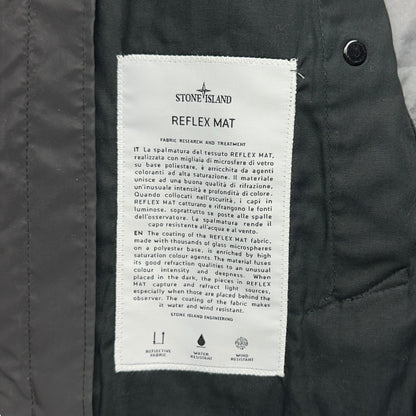 STONE ISLAND
REFLEX MAT
FABRIC RESEARCH AND TREATMENT
IT La spalmatura del tessuto REFLEX MAT,
realizzata con migliaia di microsfere di vetro
su base poliestere, è arricchita da agenti
coloranti ad alta saturazione. Il materiale
unisce ad una buona qualità di rifrazione,
un'inusuale intensità e profondità di colore.
Quando collocati nell'oscurità, i capi in
REFLEX MAT catturano e rifrangono le fonti
luminose, soprattutto se poste alle spalle
dell'osservatore. La spalmatura rende il
capo resistente all'acqua e al vento.
EN The coating of the REFLEX MAT fabric,
made with thousands of glass microspheres
on a polyester base, is enriched by high
saturation colour agents. The material fuses
its good refraction qualities to an unusual
colour intensity and deepness. When
placed in the dark, the pieces in REFLEX
MAT capture and refract light sources,
especially when those are placed behind the
observer. The coating of the fabric makes
it water and wind resistant.
STONE ISLAND ENGINEERING
REFLECTIVE FABRIC
WATER RESISTANT
WIND RESISTANT